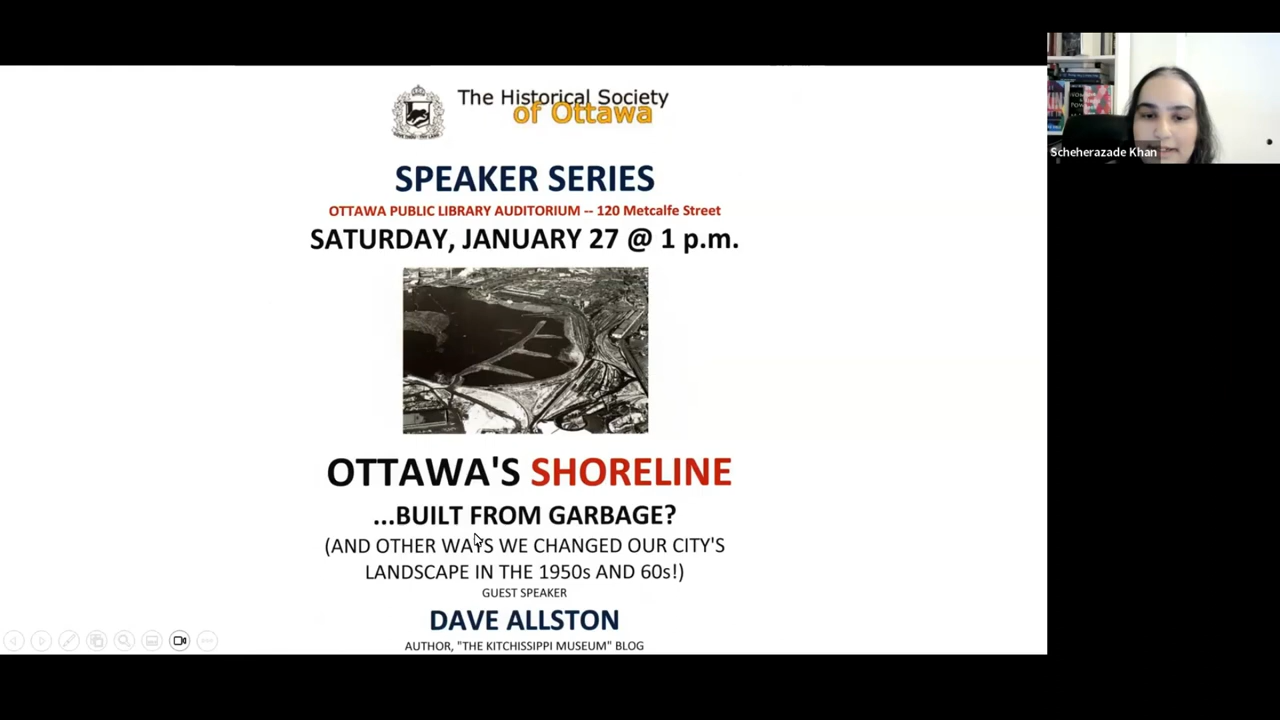 The Historical Society
of Ottawa
SPEAKER SERIES
OTTAWA PUBLIC LIBRARY AUDITORIUM -- 120 Metcalfe Street
SATURDAY, JANUARY 27 @ 1 p.m.
OTTAWA'S SHORELINE
...BUILT FROM GARBAGE?
(AND OTHER WAYS WE CHANGED OUR CITY'S
LANDSCAPE IN THE 1950s AND 60s!)
GUEST SPEAKER
DAVE ALLSTON
AUTHOR, "THE KITCHISSIPPI MUSEUM" BLOG
Scheherazade Khan